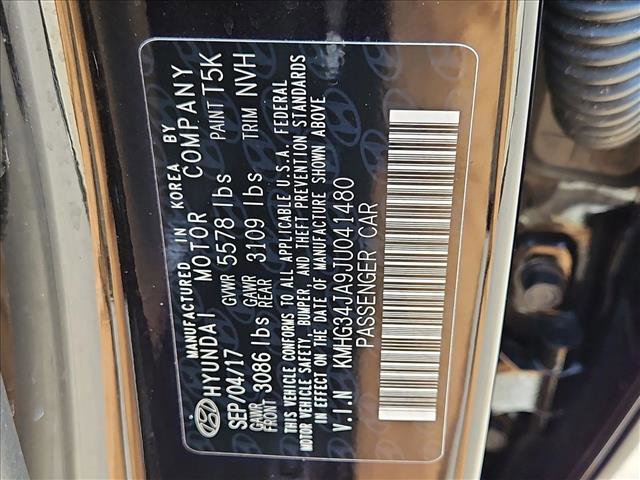 MANUFACTURED IN KOREA BY
HYUNDAI MOTOR COMPANY
SEP/04/17 GVWR 5578 lbs PAINT T5K
GAWR FRONT 3086 lbs GAWR REAR 3109 lbs TRIM NVH
THIS VEHICLE CONFORMS TO ALL APPLICABLE U.S.A. FEDERAL
MOTOR VEHICLE SAFETY, BUMPER, AND THEFT PREVENTION STANDARDS
IN EFFECT ON THE DATE OF MANUFACTURE SHOWN ABOVE
V.I.N KMHG34JA9JU041480
PASSENGER CAR